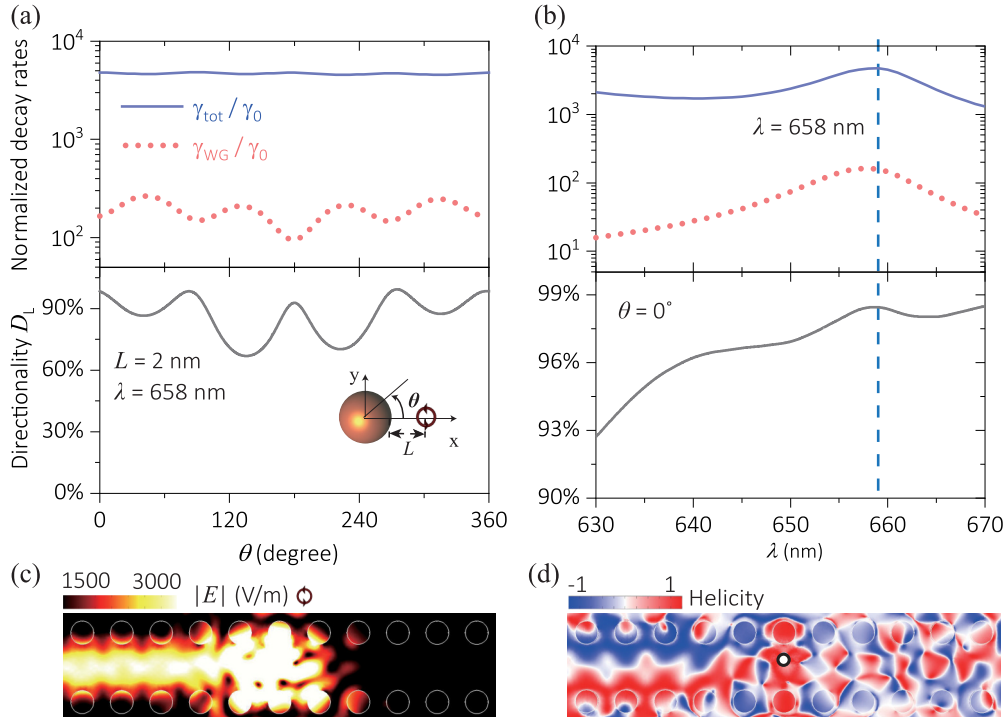 (a)
10⁴
10³
10²
Normalized decay rates
γtot / γ0
γWG / γ0
90%
60%
30%
0%
Directionality DL
L = 2 nm
λ = 658 nm
y
θ
x
L
0
120
240
360
θ (degree)
(b)
10⁴
10³
10²
10¹
λ = 658 nm
99%
96%
93%
90%
θ = 0°
630
640
650
660
670
λ (nm)
(c)
1500 3000 |E| (V/m)
(d)
-1 1 Helicity